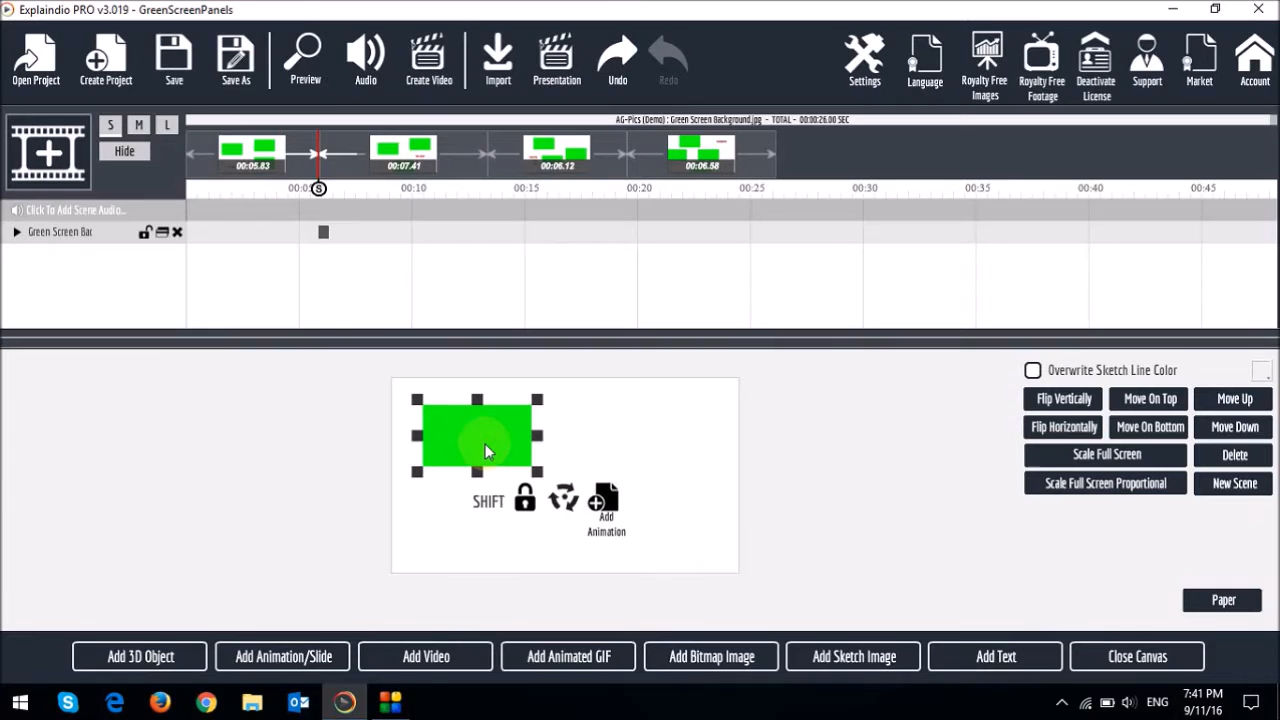 Explaindio PRO v3.019 - GreenScreenPanels
Open Project
Create Project
Save
Save As
Preview
Audio
Create Video
Import
Presentation
Undo
Redo
Settings
Language
Royalty Free
Images
Royalty Free
Footage
Deactivate
License
Support
Market
Account
S M L
Hide
AG-Pics (Demo) : Green Screen Background.jpg - TOTAL - 00:00:26.00 SEC
00:05.83 00:07.41 00:06.12 00:06.58
S
00:10 00:15 00:20 00:25 00:30 00:35 00:40 00:45
Click To Add Scene Audio...
Green Screen Bac
SHIFT
Add
Animation
Overwrite Sketch Line Color
Flip Vertically Move On Top Move Up
Flip Horizontally Move On Bottom Move Down
Scale Full Screen Delete
Scale Full Screen Proportional New Scene
Paper
Add 3D Object Add Animation/Slide Add Video Add Animated GIF Add Bitmap Image Add Sketch Image Add Text Close Canvas
ENG
7:41 PM
9/11/16